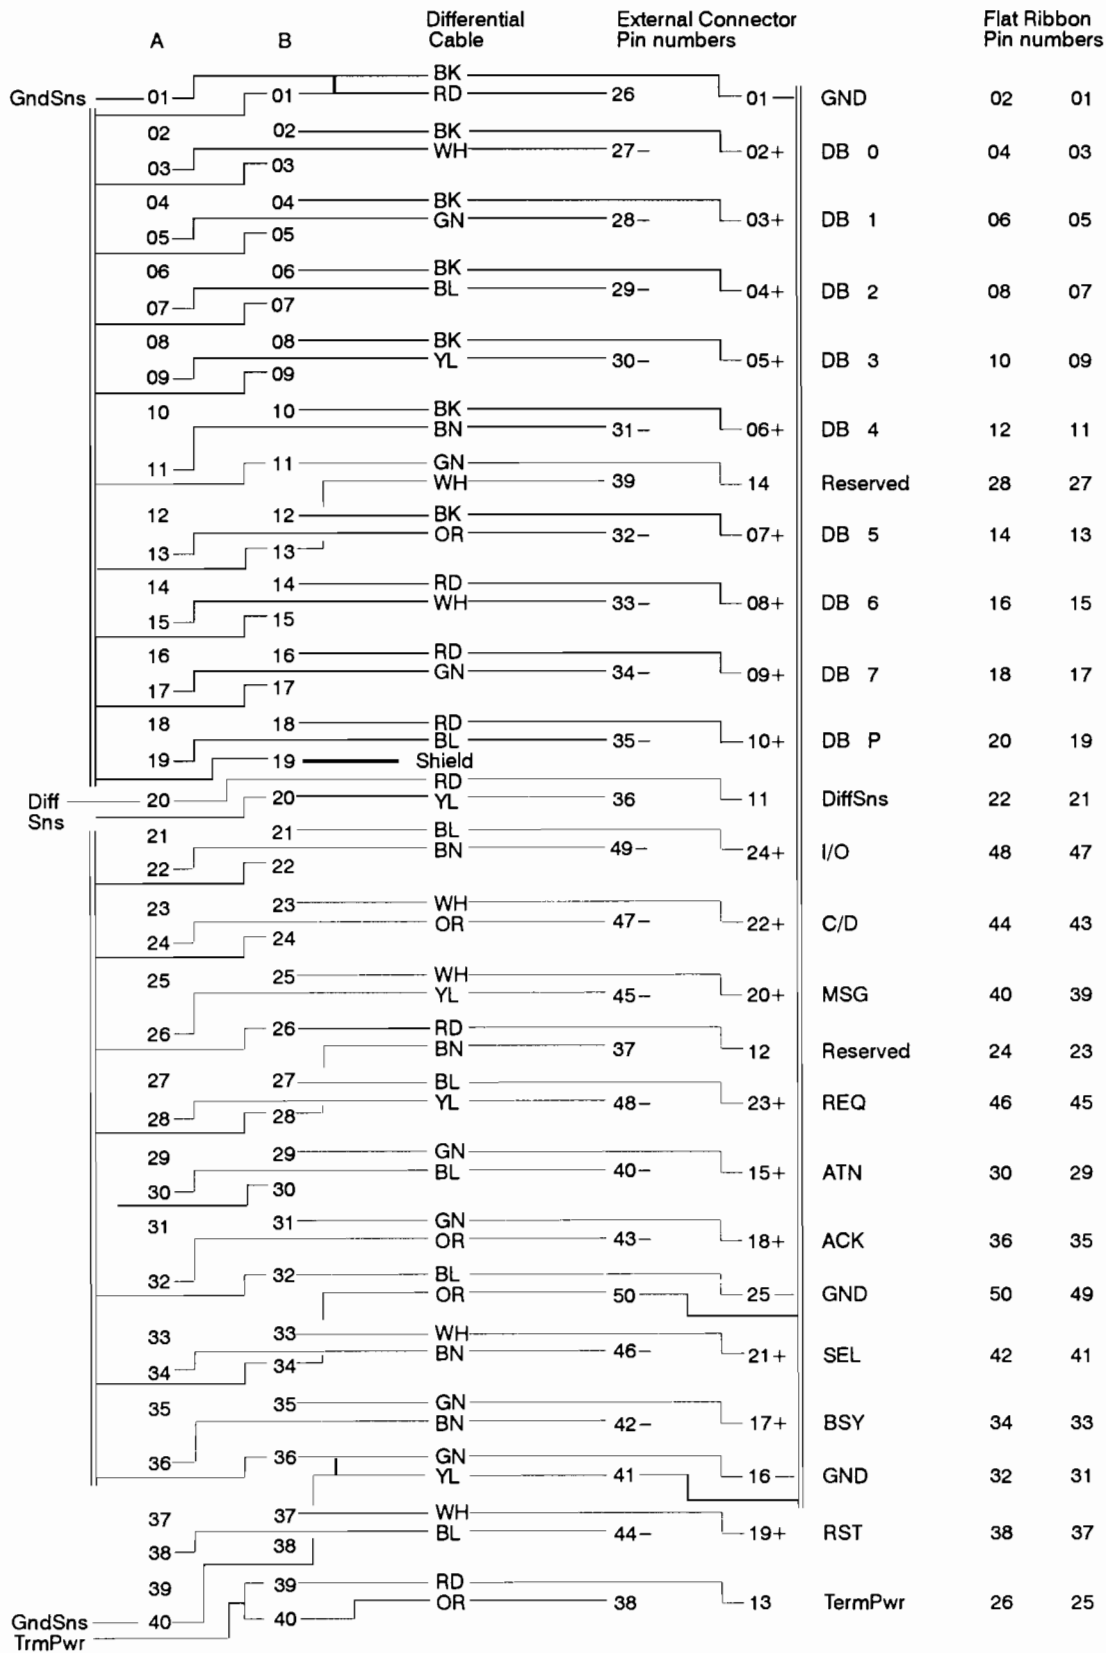 Differential External Connector Flat Ribbon
A B Cable Pin numbers Pin numbers
BK
GndSns 01 01 RD 26 01 GND 02 01
02 02 BK
03 03 WH 27– 02+ DB 0 04 03
04 04 BK
05 05 GN 28– 03+ DB 1 06 05
06 06 BK
07 07 BL 29– 04+ DB 2 08 07
08 08 BK
09 09 YL 30– 05+ DB 3 10 09
10 10 BK
BN 31– 06+ DB 4 12 11
11 11 GN
WH 39 14 Reserved 28 27
12 12 BK
13 13 OR 32– 07+ DB 5 14 13
14 14 RD
15 15 WH 33– 08+ DB 6 16 15
16 16 RD
17 17 GN 34– 09+ DB 7 18 17
18 18 RD
BL 35– 10+ DB P 20 19
19 19 Shield
RD
Diff 20 20 YL 36 11 DiffSns 22 21
Sns
21 21 BL
22 22 BN 49– 24+ I/O 48 47
23 23 WH
24 24 OR 47– 22+ C/D 44 43
25 25 WH
YL 45– 20+ MSG 40 39
26 26 RD
BN 37 12 Reserved 24 23
27 27 BL
28 28 YL 48– 23+ REQ 46 45
29 29 GN
30 30 BL 40– 15+ ATN 30 29
31 31 GN
OR 43– 18+ ACK 36 35
32 32 BL
OR 50 25 GND 50 49
33 33 WH
34 34 BN 46– 21+ SEL 42 41
35 35 GN
BN 42– 17+ BSY 34 33
36 36 GN
YL 41 16 GND 32 31
37 37 WH
38 38 BL 44– 19+ RST 38 37
39 39 RD
OR 38 13 TermPwr 26 25
GndSns 40 40
TrmPwr